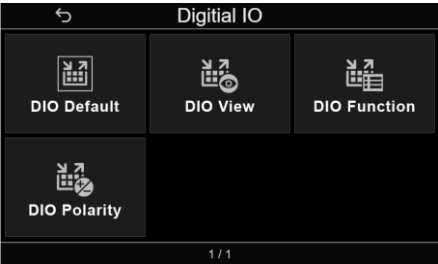 Digitial IO
DIO Default
DIO View
DIO Function
DIO Polarity
1 / 1